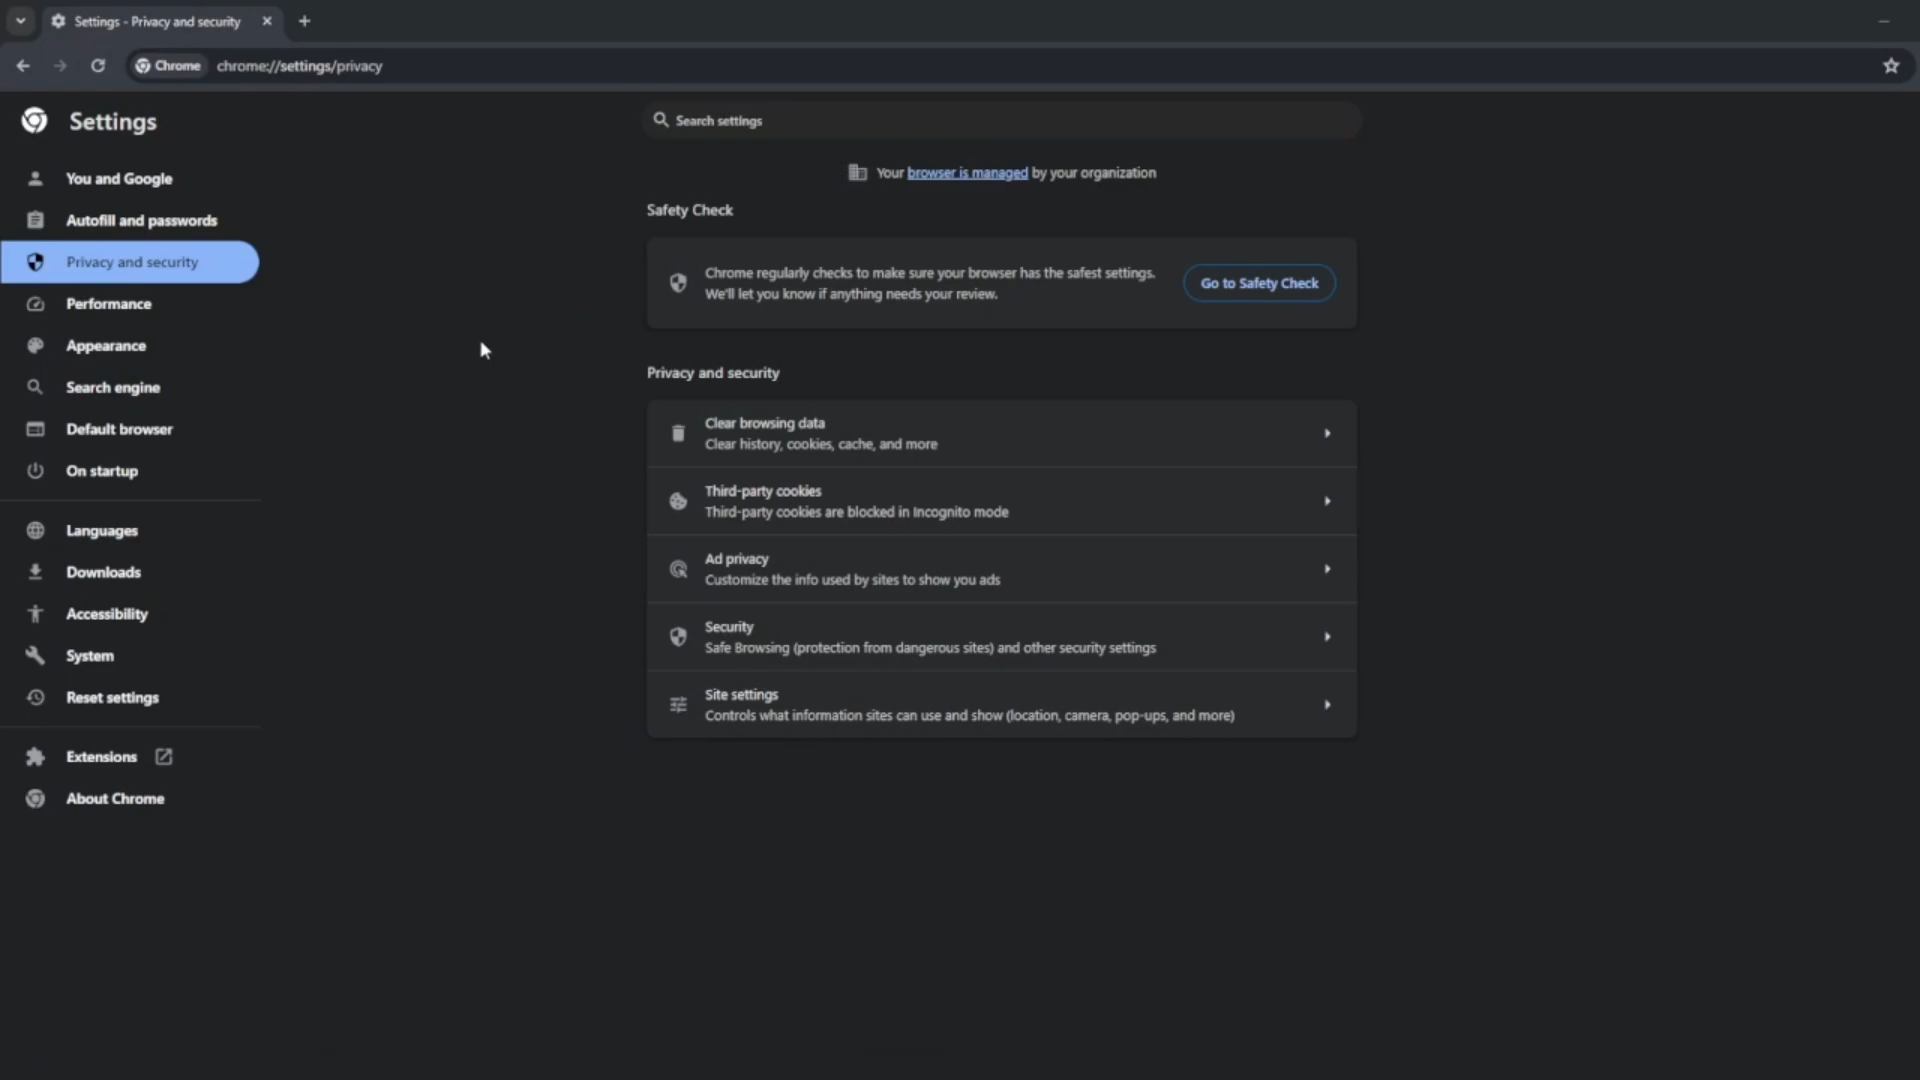 Settings - Privacy and security
Chrome
chrome://settings/privacy
Settings
Search settings
You and Google
Autofill and passwords
Privacy and security
Performance
Appearance
Search engine
Default browser
On startup
Languages
Downloads
Accessibility
System
Reset settings
Extensions
About Chrome
Your browser is managed by your organization
Safety Check
Chrome regularly checks to make sure your browser has the safest settings.
We'll let you know if anything needs your review.
Go to Safety Check
Privacy and security
Clear browsing data
Clear history, cookies, cache, and more
Third-party cookies
Third-party cookies are blocked in Incognito mode
Ad privacy
Customize the info used by sites to show you ads
Security
Safe Browsing (protection from dangerous sites) and other security settings
Site settings
Controls what information sites can use and show (location, camera, pop-ups, and more)